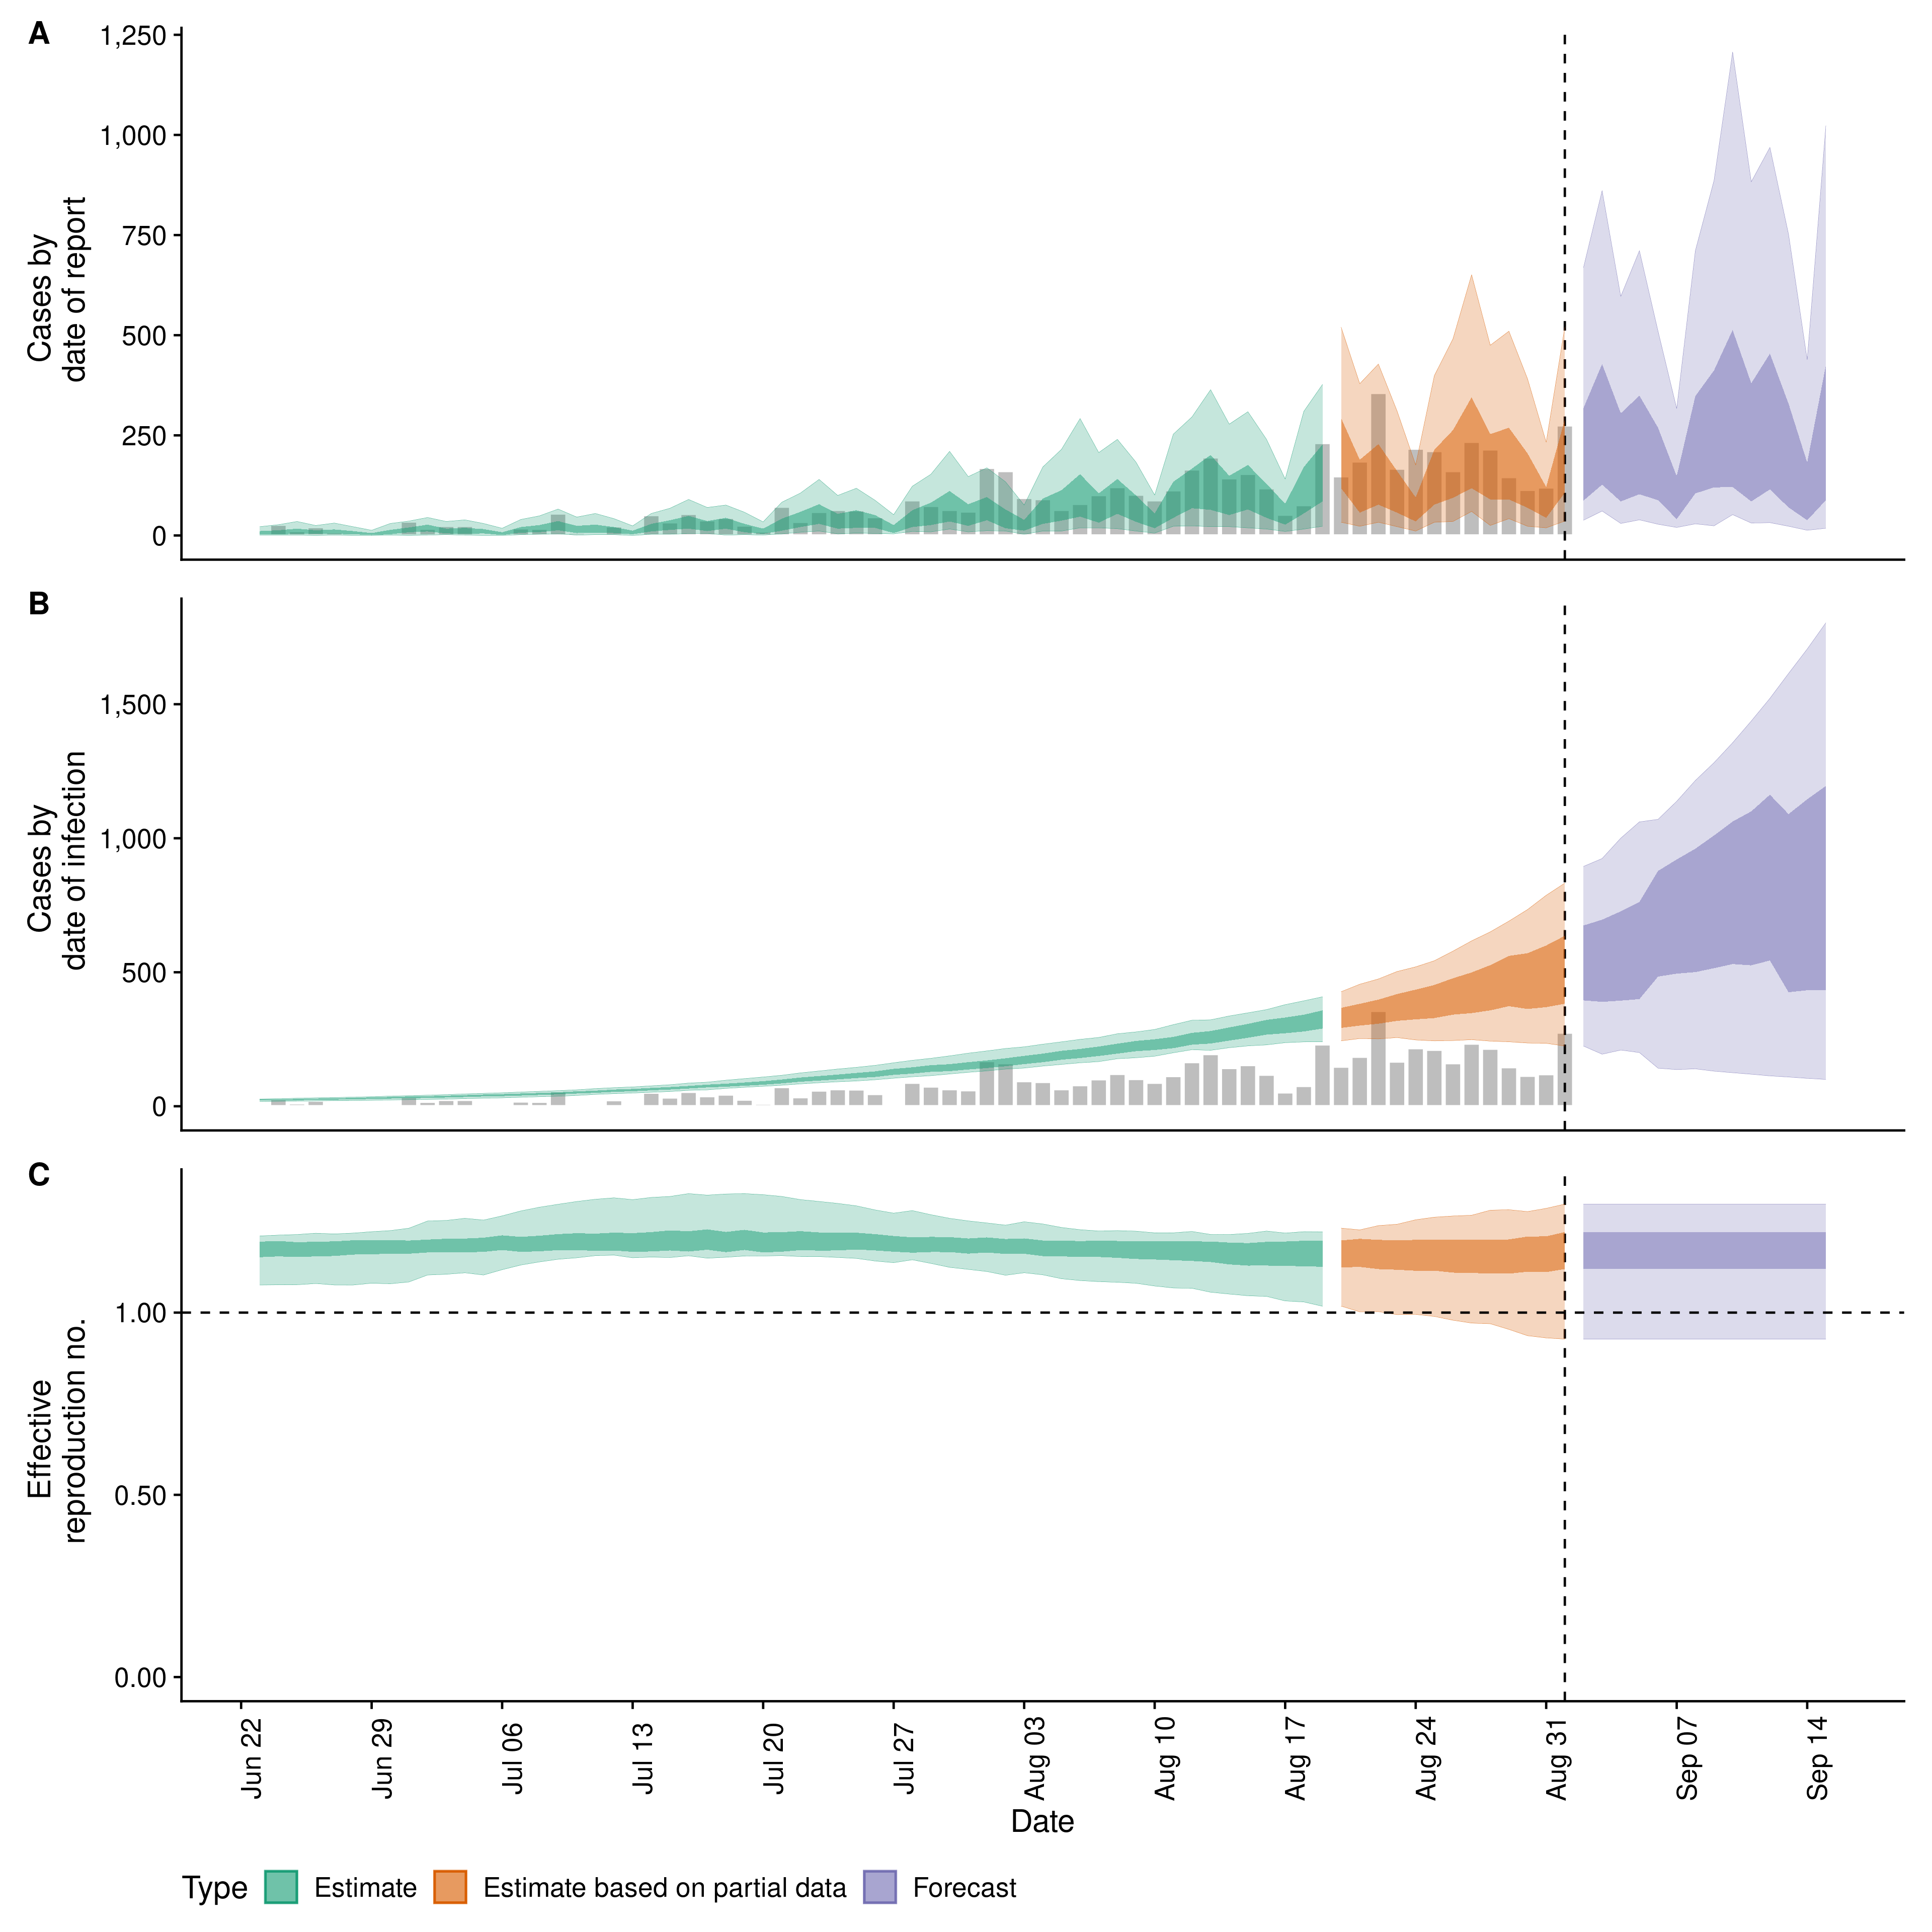 A
1,250
1,000
750
500
250
0
Cases by
date of report
B
1,500
1,000
500
0
Cases by
date of infection
C
1.00
0.50
0.00
Effective
reproduction no.
Jun 22
Jun 29
Jul 06
Jul 13
Jul 20
Jul 27
Aug 03
Aug 10
Aug 17
Aug 24
Aug 31
Sep 07
Sep 14
Date
Type Estimate Estimate based on partial data Forecast